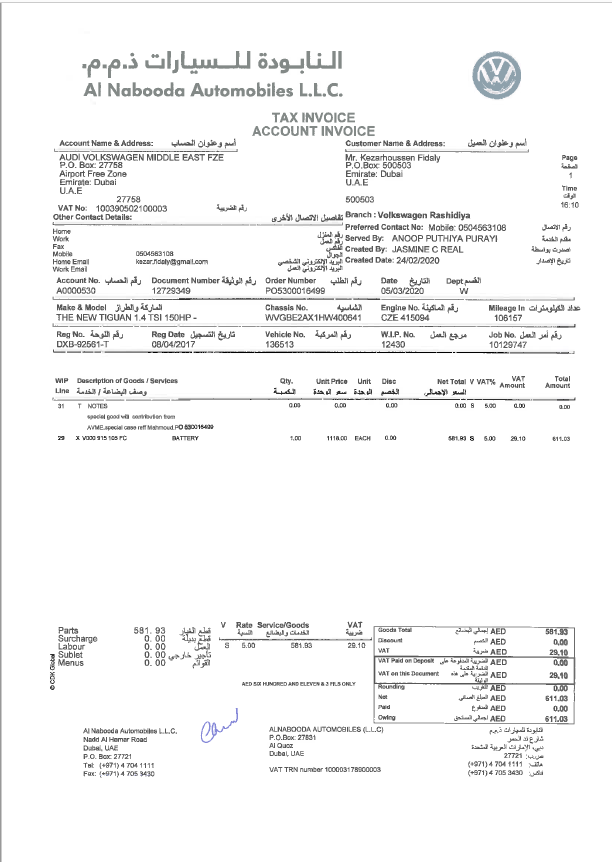 النابودة للسيارات ذ.م.م.
Al Nabooda Automobiles L.L.C.
TAX INVOICE
ACCOUNT INVOICE
Account Name & Address: أسم وعنوان الحساب
Customer Name & Address: أسم وعنوان العميل
AUDI VOLKSWAGEN MIDDLE EAST FZE
P.O. Box: 27758
Airport Free Zone
Emirate: Dubai
U.A.E
27758
VAT No: 100390502100003 رقم الضريبية
Mr. Kezarhoussen Fidaly
P.O.Box: 500503
Emirate: Dubai
U.A.E
500503
Page
الصفحة
1
Time
الوقت
16:10
Other Contact Details: تفاصيل الاتصال الأخرى
Home رقم المنزل
Work رقم العمل
Fax الفاكس
Mobile 0504563108 الجوال
Home Email kezar.fidaly@gmail.com البريد الإلكتروني الشخصي
Work Email البريد الإلكتروني العمل
Branch : Volkswagen Rashidiya
Preferred Contact No: Mobile: 0504563108 رقم الاتصال
Served By: ANOOP PUTHIYA PURAYI مقدم الخدمة
Created By: JASMINE C REAL اصدرت بواسطة
Created Date: 24/02/2020 تاريخ الإصدار
Account No. رقم الحساب Document Number رقم الوثيقة Order Number رقم الطلب Date التاريخ Dept القسم
A0000530 12729349 PO5300016499 05/03/2020 W
Make & Model الماركة والطراز Chassis No. الشاسيه Engine No. رقم الماكينة Mileage In عداد الكيلومترات
THE NEW TIGUAN 1.4 TSI 150HP - WVGBE2AX1HW400641 CZE 415094 106157
Reg No. رقم اللوحة Reg Date تاريخ التسجيل Vehicle No. رقم المركبة W.I.P. No. مرجع العمل Job No. رقم أمر العمل
DXB-92561-T 08/04/2017 136513 12430 10129747
WIP Description of Goods / Services Qty. Unit Price Unit Disc Net Total V VAT% VAT Total
Line وصف البضاعة / الخدمة الكمية سعر الوحدة الوحدة الخصم السعر الإجمالي Amount Amount
31 T NOTES 0.00 0.00 0.00 0.00 S 5.00 0.00 0.00
special good will contribution from
AVME,special case reff Mahmoud,PO 5300016499
29 X V000 915 105 FC BATTERY 1.00 1118.00 EACH 0.00 581.93 S 5.00 29.10 611.03
Parts 581.93 قطع الغيار
Surcharge 0.00 قطع بديلة
Labour 0.00 العمل
Sublet 0.00 تأجير خارجي
Menus 0.00 القوائم
V Rate Service/Goods VAT
النسبة الخدمات والبضائع ضريبة
S 5.00 581.93 29.10
AED SIX HUNDRED AND ELEVEN AND 3 FILS ONLY
Goods Total إجمالي البضائع AED 581.93
Discount الخصم AED 0.00
VAT ضريبة AED 29.10
VAT Paid on Deposit AED 0.00
VAT on this Document الضريبة على هذه الوثيقة AED 29.10
Rounding التقريب AED 0.00
Net المبلغ الصافي AED 611.03
Paid المدفوع AED 0.00
Owing اجمالي المستحق AED 611.03
© CDK Global
Al Nabooda Automobiles L.L.C.
Nadd Al Hamar Road
Dubai, UAE
P.O. Box: 27721
Tel: (+971) 4 704 1111
Fax: (+971) 4 705 3430
ALNABOODA AUTOMOBILES (L.L.C)
P.O.Box: 27831
Al Quoz
Dubai, UAE
VAT TRN number 100003178900003
النابودة للسيارات ذ.م.م
شارع ند الحمر
دبي، الإمارات العربية المتحدة
ص.ب: 27721
هاتف: 1111 704 4 (971+)
فاكس: 3430 705 4 (971+)